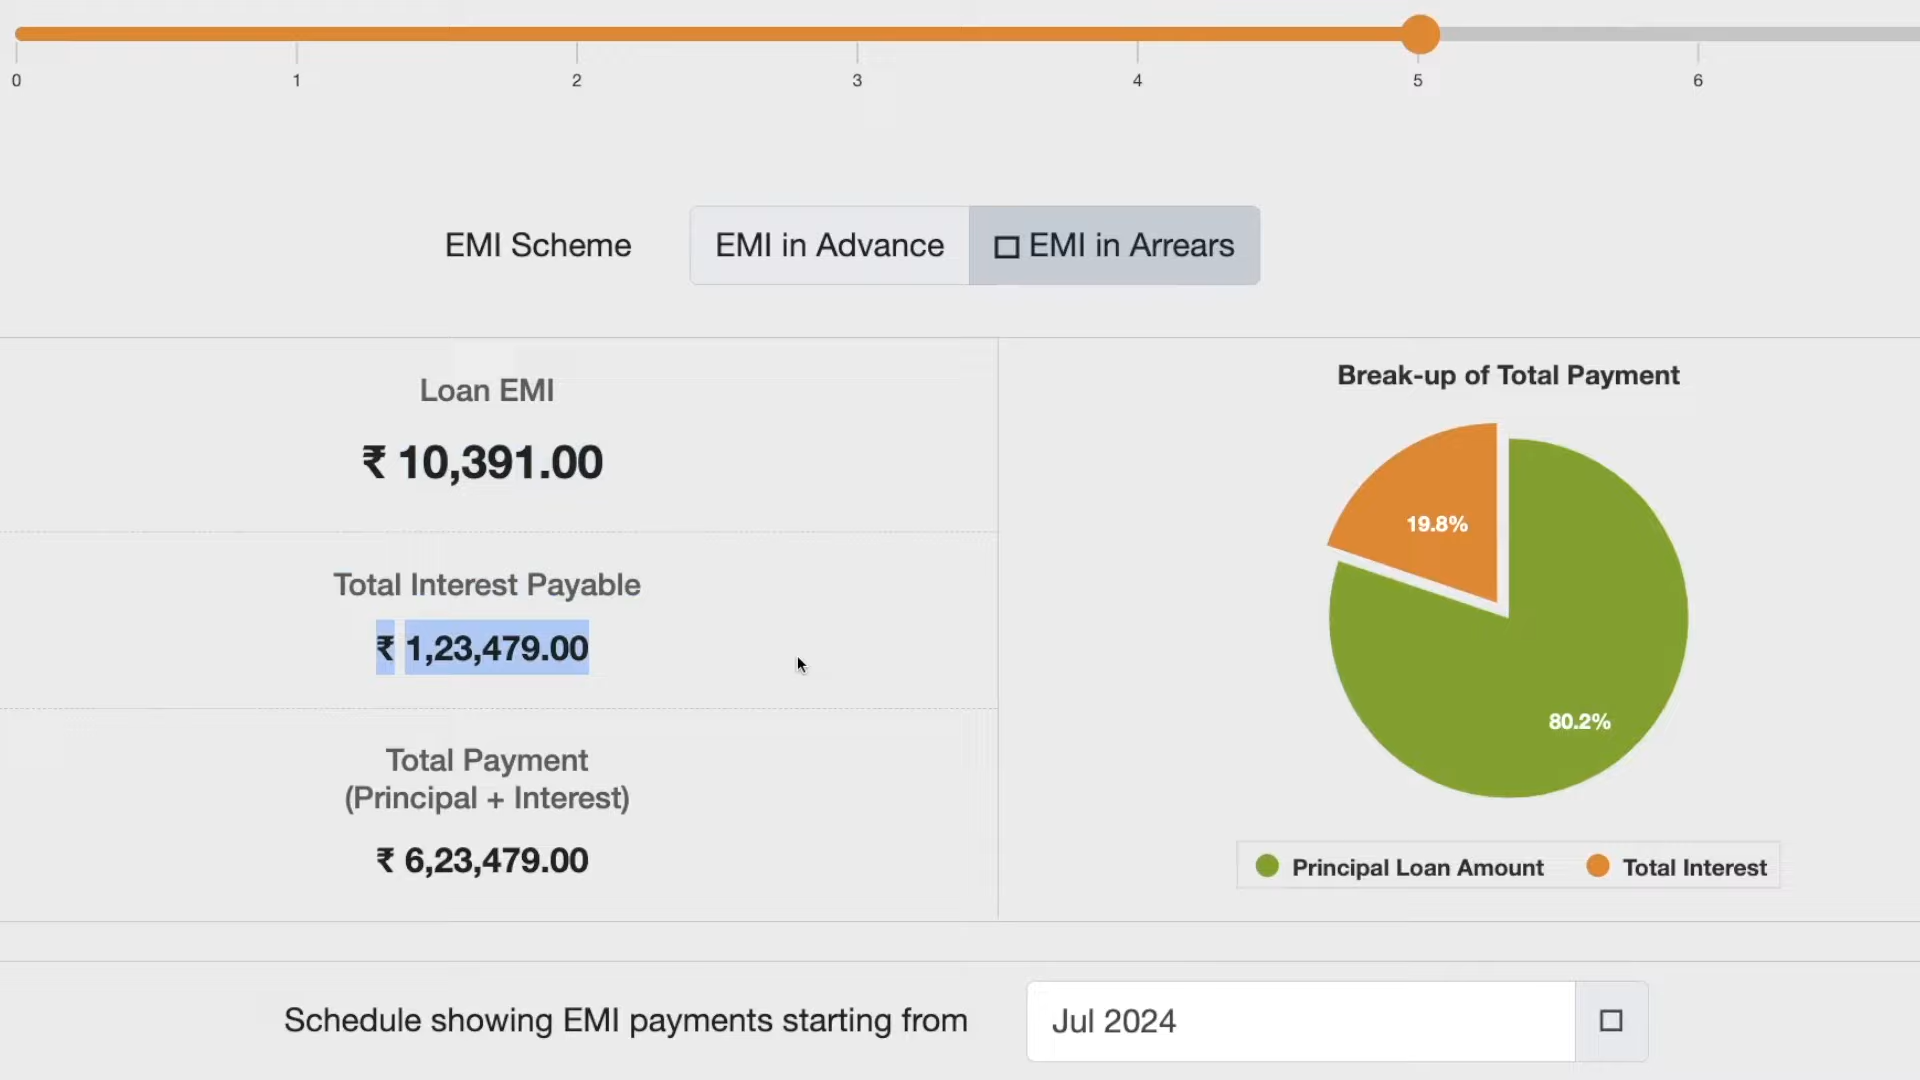 0 1 2 3 4 5 6
EMI Scheme EMI in Advance EMI in Arrears
Loan EMI
₹ 10,391.00
Total Interest Payable
₹ 1,23,479.00
Total Payment
(Principal + Interest)
₹ 6,23,479.00
Break-up of Total Payment
19.8%
80.2%
Principal Loan Amount Total Interest
Schedule showing EMI payments starting from Jul 2024